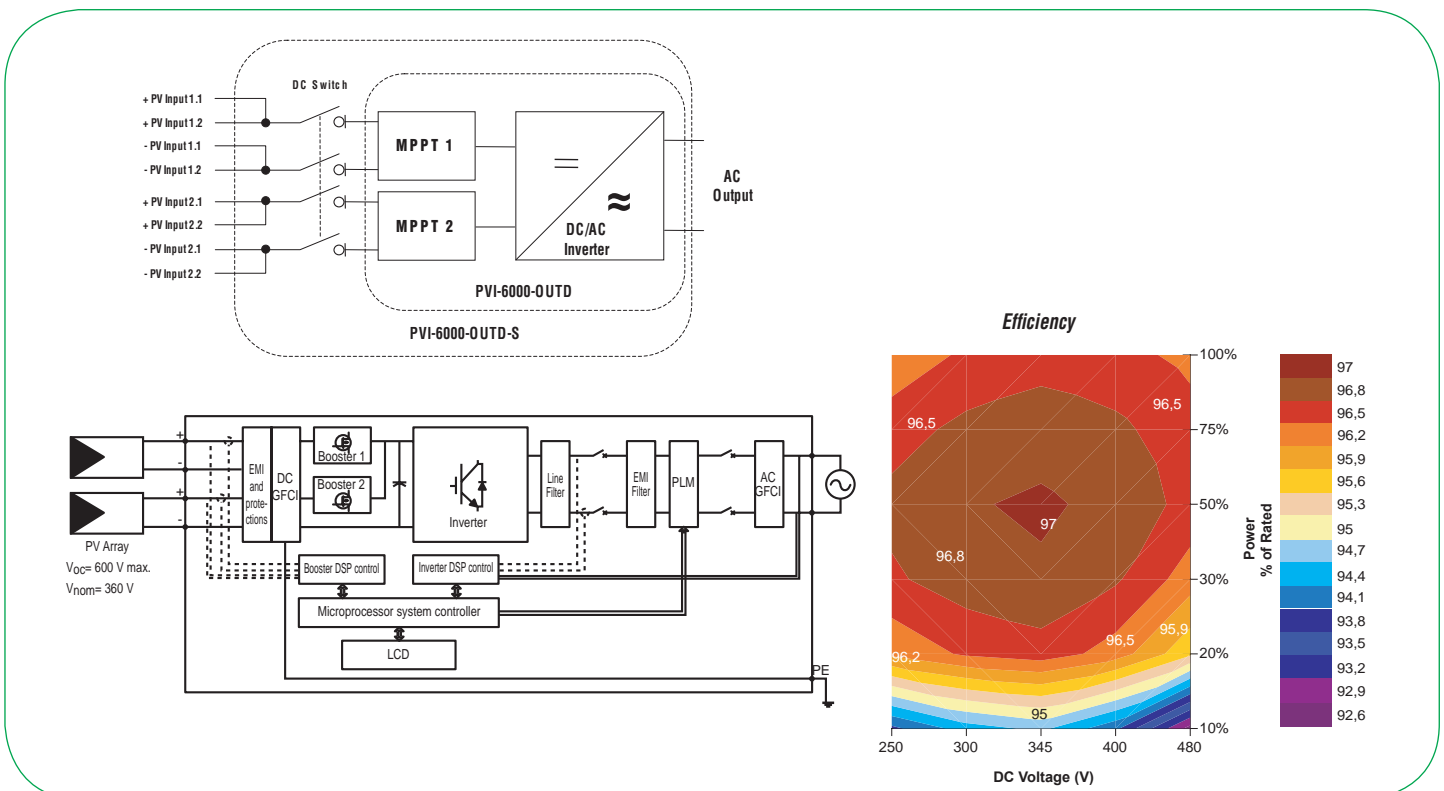 DC Switch
+ PV Input 1.1
+ PV Input 1.2
- PV Input 1.1
- PV Input 1.2
+ PV Input 2.1
+ PV Input 2.2
- PV Input 2.1
- PV Input 2.2
MPPT 1
MPPT 2
=
≈
DC/AC
Inverter
AC
Output
PVI-6000-OUTD
PVI-6000-OUTD-S
+
-
+
-
PV Array
Voc= 600 V max.
Vnom= 360 V
EMI
and
prote-
ctions
DC
GFCI
Booster 1
Booster 2
Inverter
Line
Filter
EMI
Filter
PLM
AC
GFCI
Booster DSP control
Inverter DSP control
Microprocessor system controller
LCD
PE
Efficiency
96,5
96,5
97
96,8
96,5
95,9
96,2
95
100%
75%
50%
30%
20%
10%
Power
% of Rated
250
300
345
400
480
DC Voltage (V)
97
96,8
96,5
96,2
95,9
95,6
95,3
95
94,7
94,4
94,1
93,8
93,5
93,2
92,9
92,6